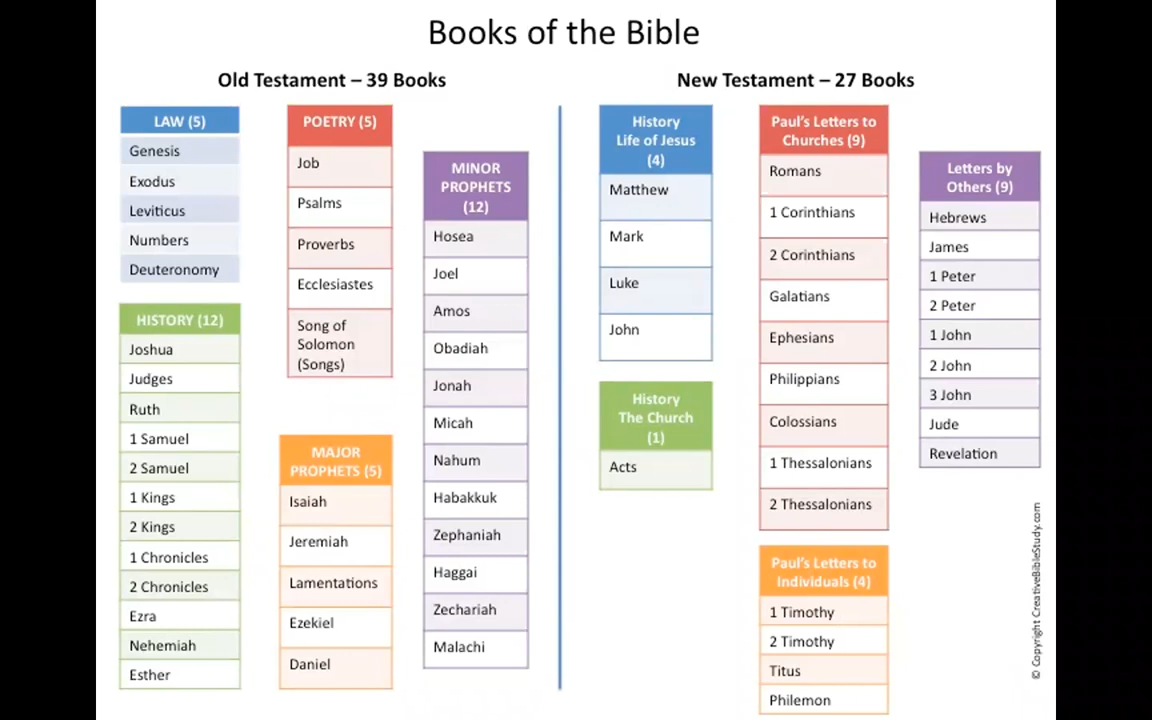 Books of the Bible
Old Testament – 39 Books
LAW (5)
Genesis
Exodus
Leviticus
Numbers
Deuteronomy
HISTORY (12)
Joshua
Judges
Ruth
1 Samuel
2 Samuel
1 Kings
2 Kings
1 Chronicles
2 Chronicles
Ezra
Nehemiah
Esther
POETRY (5)
Job
Psalms
Proverbs
Ecclesiastes
Song of
Solomon
(Songs)
MAJOR
PROPHETS (5)
Isaiah
Jeremiah
Lamentations
Ezekiel
Daniel
MINOR
PROPHETS
(12)
Hosea
Joel
Amos
Obadiah
Jonah
Micah
Nahum
Habakkuk
Zephaniah
Haggai
Zechariah
Malachi
New Testament – 27 Books
History
Life of Jesus
(4)
Matthew
Mark
Luke
John
History
The Church
(1)
Acts
Paul's Letters to
Churches (9)
Romans
1 Corinthians
2 Corinthians
Galatians
Ephesians
Philippians
Colossians
1 Thessalonians
2 Thessalonians
Paul's Letters to
Individuals (4)
1 Timothy
2 Timothy
Titus
Philemon
Letters by
Others (9)
Hebrews
James
1 Peter
2 Peter
1 John
2 John
3 John
Jude
Revelation
© Copyright CreativeBibleStudy.com